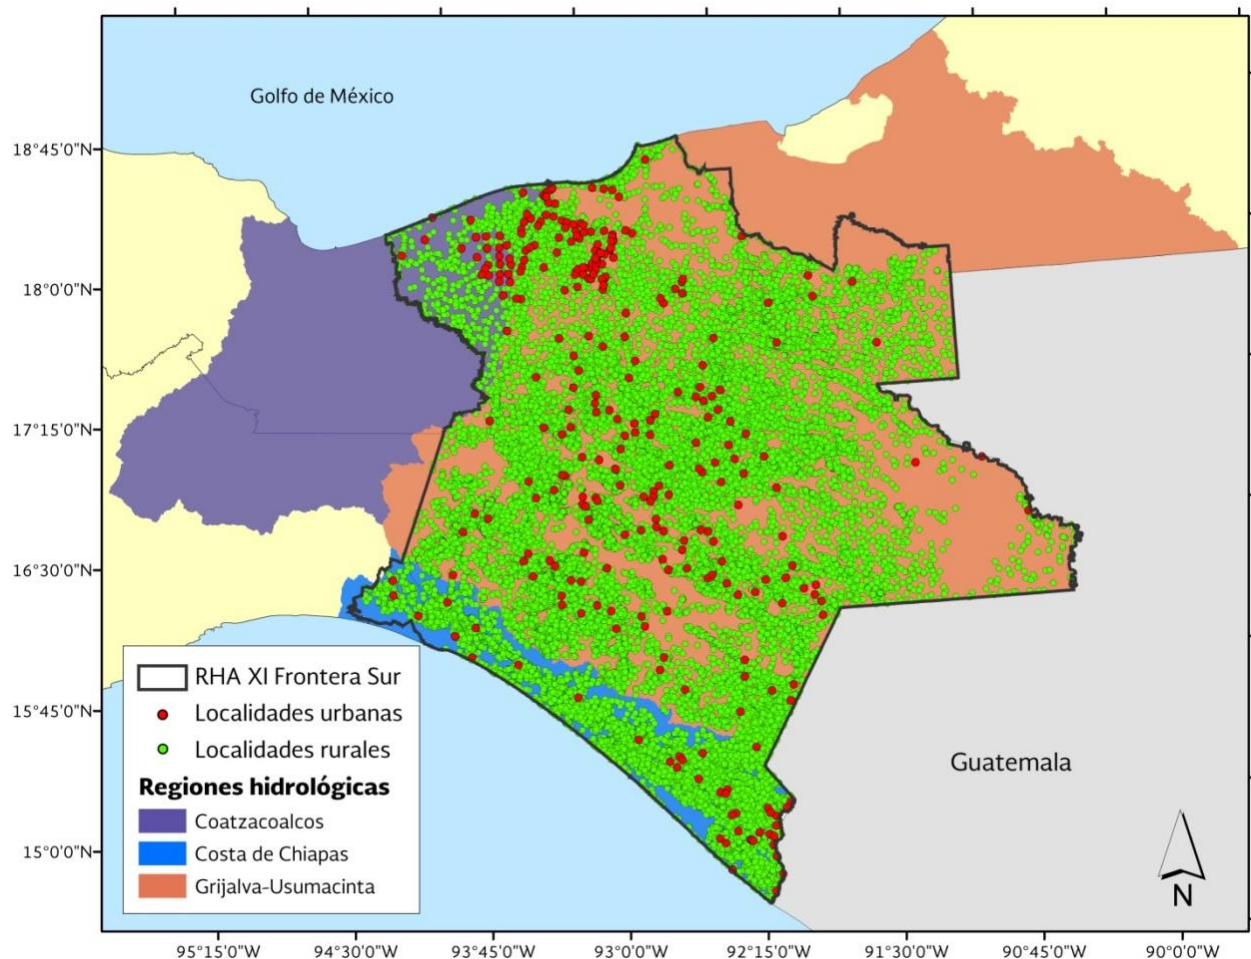 Golfo de México
18°45'0"N
18°0'0"N
17°15'0"N
16°30'0"N
15°45'0"N
15°0'0"N
RHA XI Frontera Sur
Localidades urbanas
Localidades rurales
Regiones hidrológicas
Coatzacoalcos
Costa de Chiapas
Grijalva-Usumacinta
Guatemala
N
95°15'0"W 94°30'0"W 93°45'0"W 93°0'0"W 92°15'0"W 91°30'0"W 90°45'0"W 90°0'0"W